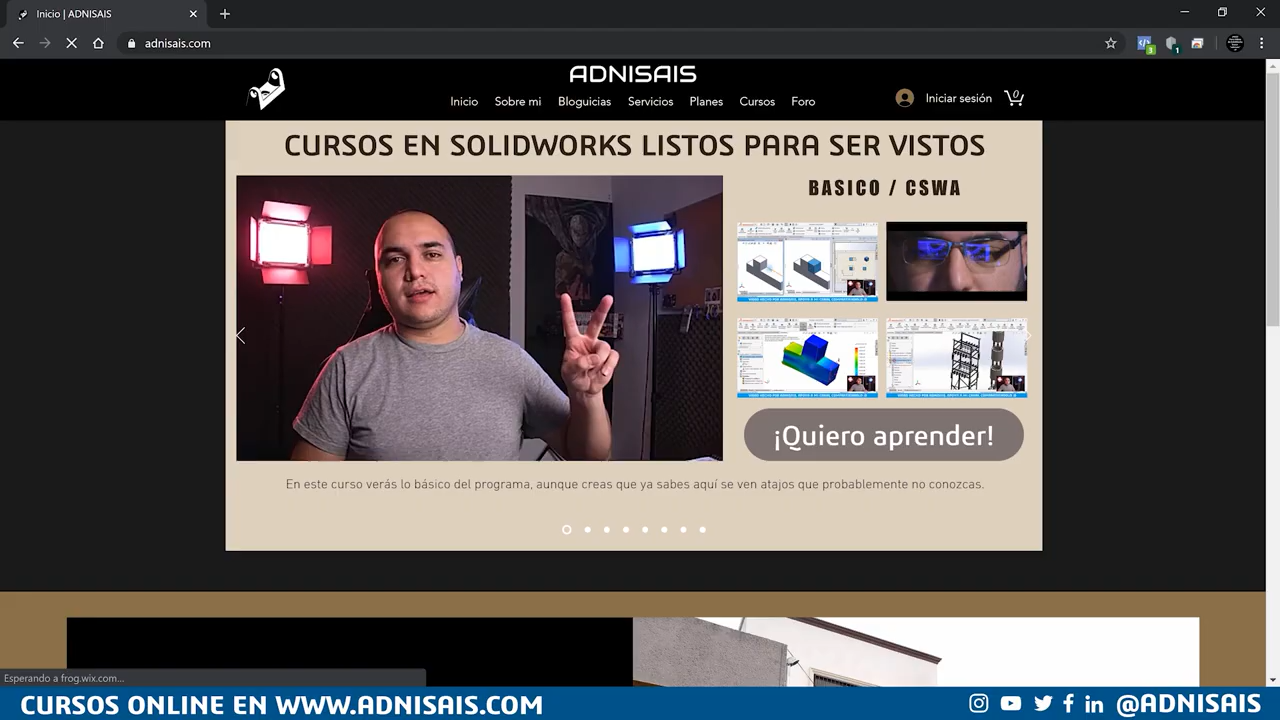 Inicio | ADNISAIS
adnisais.com
ADNISAIS
Inicio Sobre mi Bloguicias Servicios Planes Cursos Foro
Iniciar sesión
0
CURSOS EN SOLIDWORKS LISTOS PARA SER VISTOS
BASICO / CSWA
¡Quiero aprender!
En este curso verás lo básico del programa, aunque creas que ya sabes aquí se ven atajos que probablemente no conozcas.
Esperando a frog.wix.com...
CURSOS ONLINE EN WWW.ADNISAIS.COM
@ADNISAIS